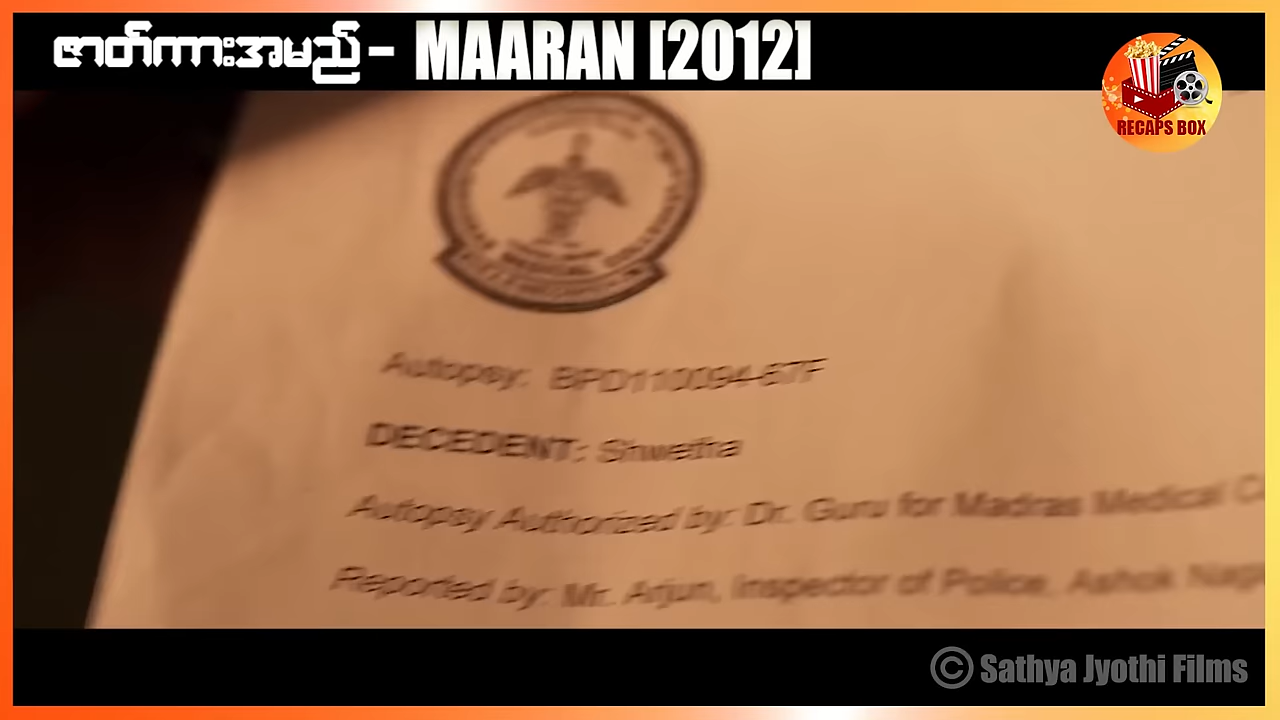 ဇာတ်ကားအမည် - MAARAN [2012]
RECAPS BOX
MEDICAL
Autopsy: BPD110094-67F
DECEDENT: Shwetha
Autopsy Authorized by: Dr. Guru for Madras Medical
Reported by: Mr. Arjun, Inspector of Police, Ashok
© Sathya Jyothi Films